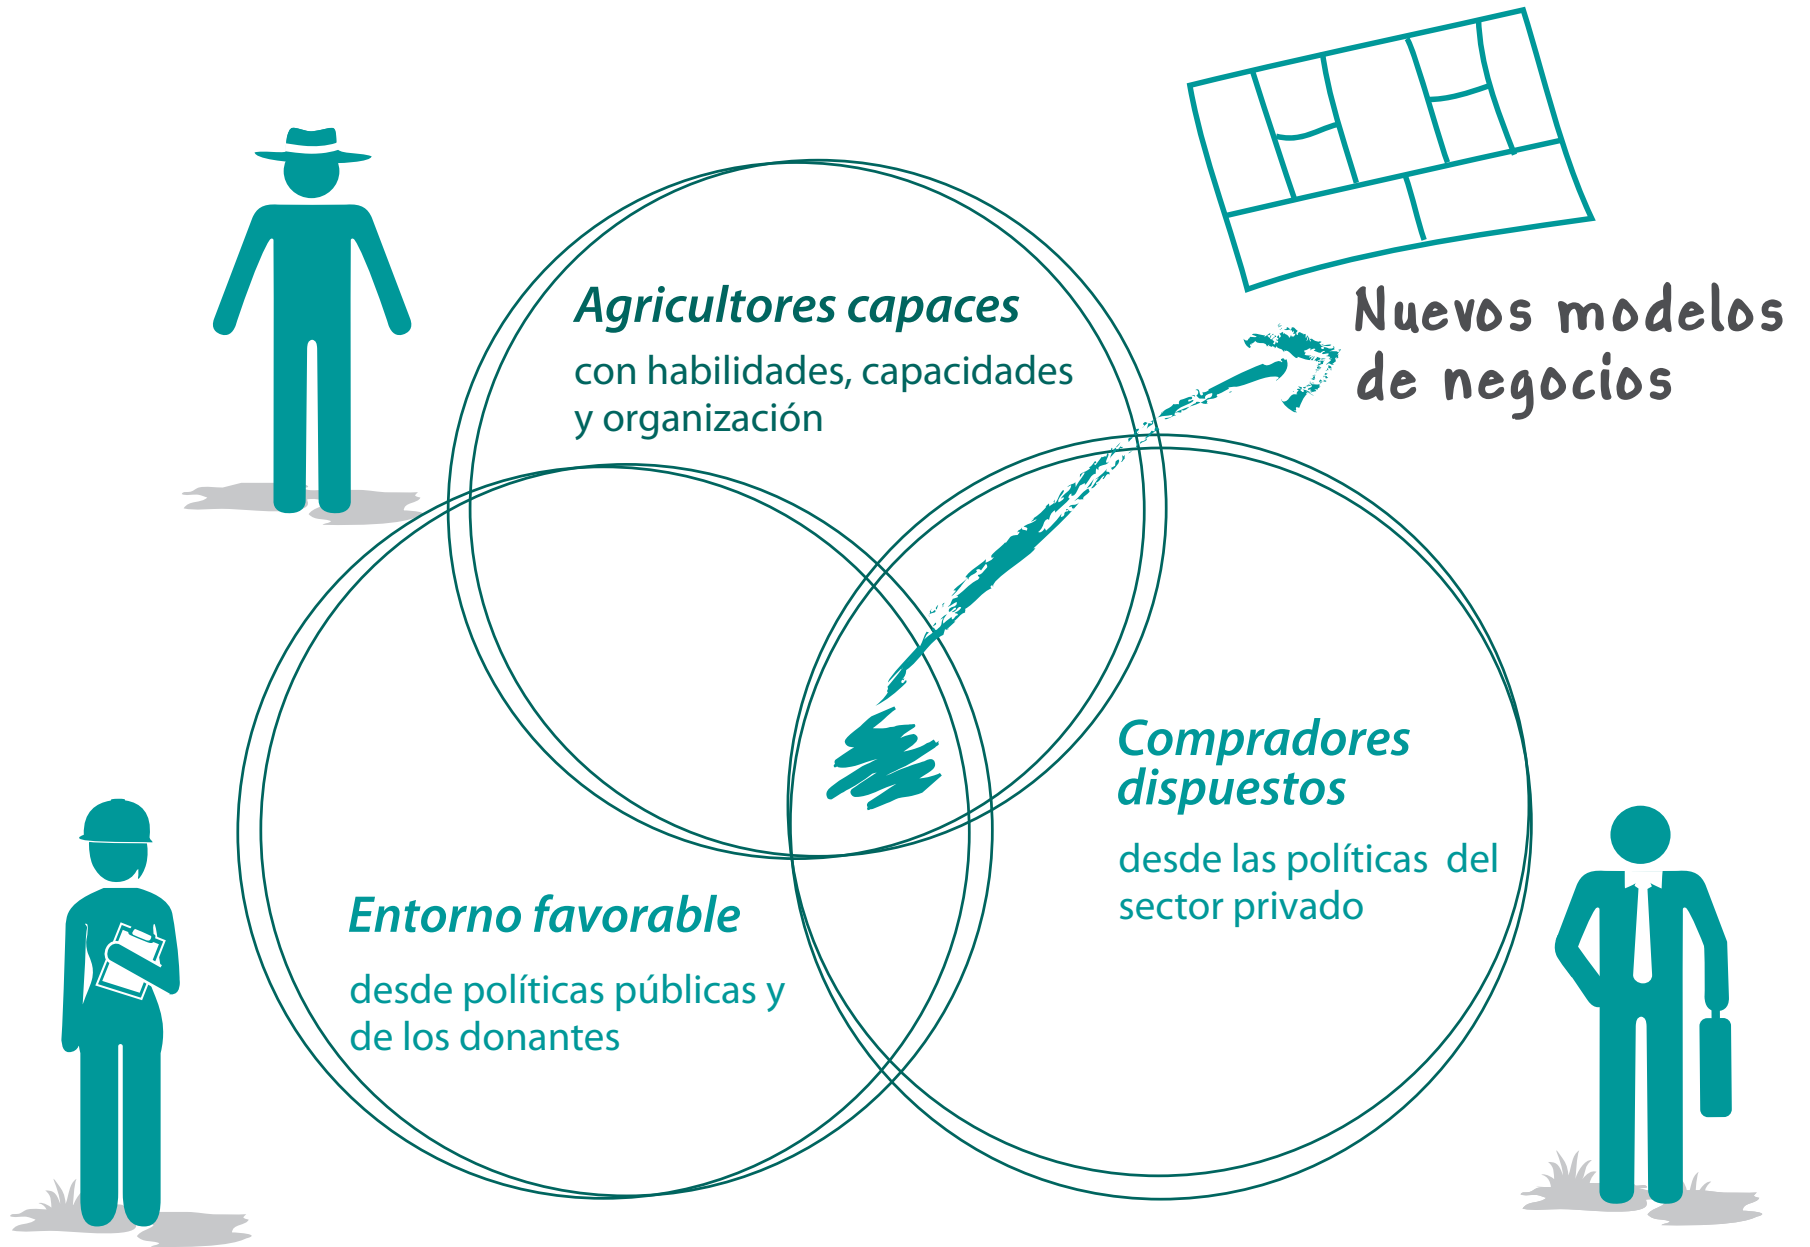 Agricultores capaces
con habilidades, capacidades
y organización
Nuevos modelos
de negocios
Compradores
dispuestos
desde las políticas del
sector privado
Entorno favorable
desde políticas públicas y
de los donantes